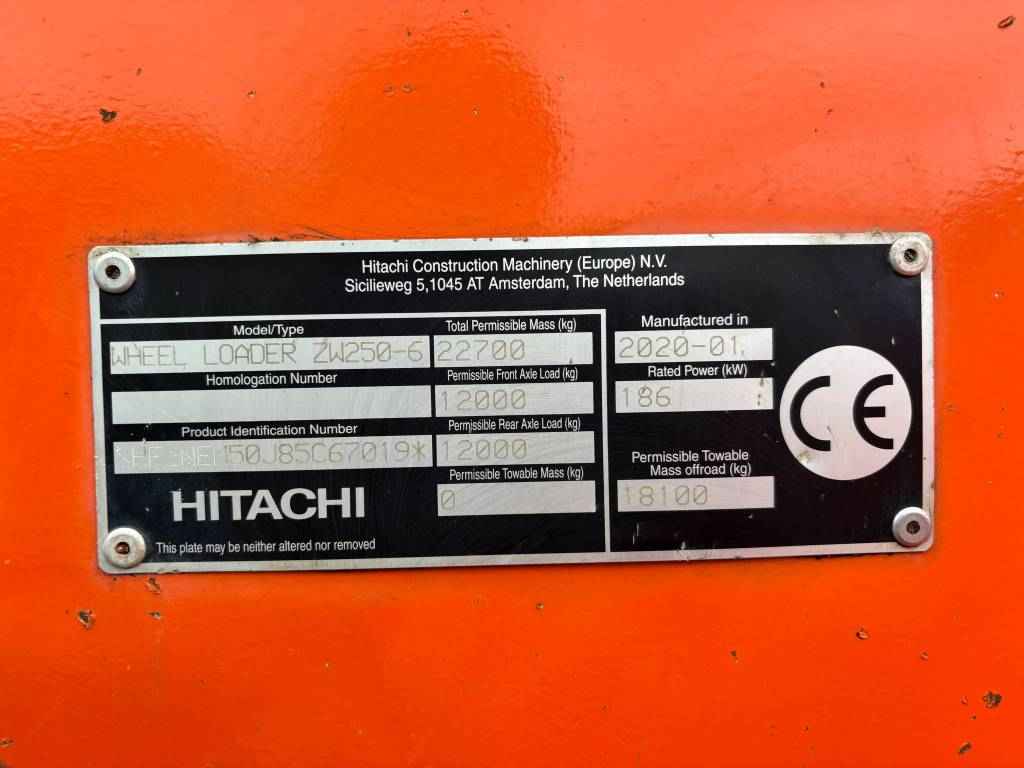 Hitachi Construction Machinery (Europe) N.V.
Sicilieweg 5,1045 AT Amsterdam, The Netherlands
Model/Type
WHEEL LOADER ZW250-6
Homologation Number
Product Identification Number
HITACHI
This plate may be neither altered nor removed
Total Permissible Mass (kg)
22700
Permissible Front Axle Load (kg)
12000
Permissible Rear Axle Load (kg)
12000
Permissible Towable Mass (kg)
0
Manufactured in
2020-01
Rated Power (kW)
186
Permissible Towable
Mass offroad (kg)
18100
CE